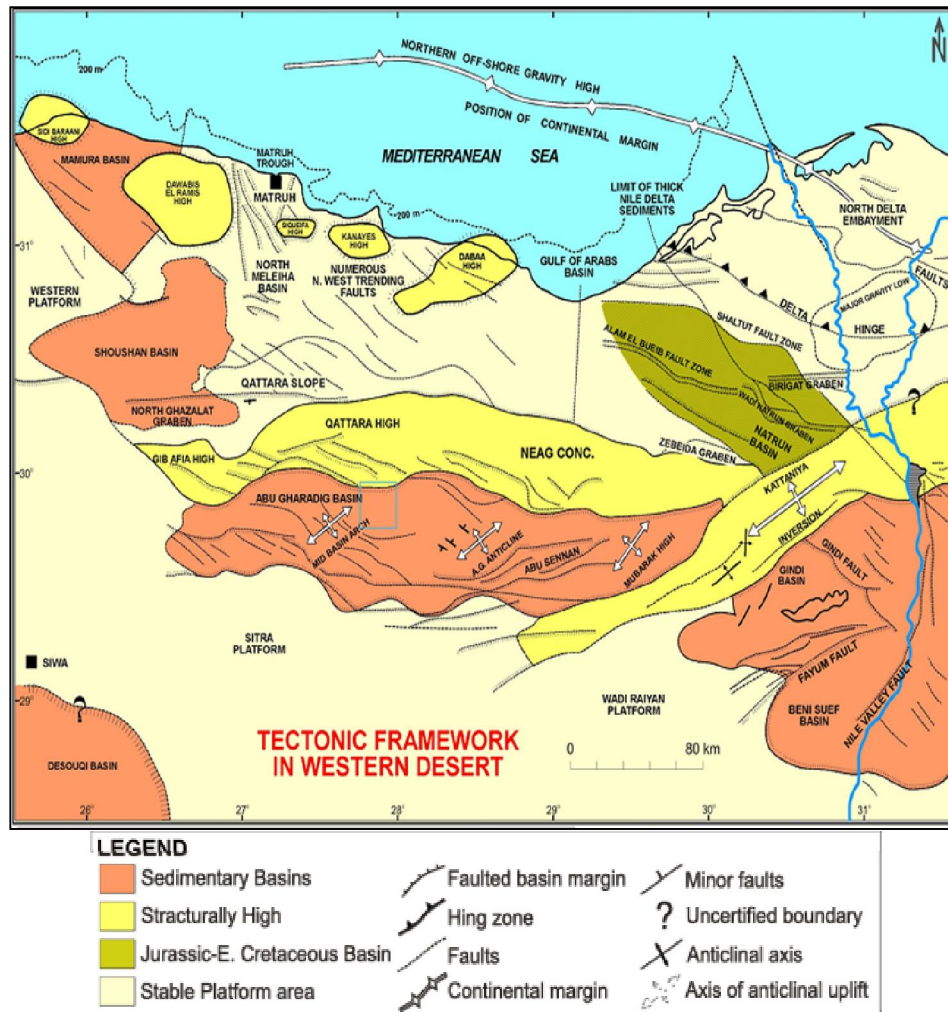 N
NORTHERN OFF-SHORE GRAVITY HIGH
POSITION OF CONTINENTAL MARGIN
200 m
SIDI BARAANI
HIGH
MAMURA BASIN
MATRUH
TROUGH
MATRUH
MEDITERRANEAN SEA
DAWABIS
EL RAMIS
HIGH
LIMIT OF THICK
NILE DELTA
SEDIMENTS
NORTH DELTA
EMBAYMENT
200 m
SIQUEIFA
HIGH
KANAYES
HIGH
DABAA
HIGH
31°
GULF OF ARABS
BASIN
NORTH
MELEIHA
BASIN
NUMEROUS
N. WEST TRENDING
FAULTS
WESTERN
PLATFORM
DELTA
HINGE
FAULTS
MAJOR GRAVITY LOW
SHALTUT FAULT ZONE
ALAM EL BUEIB FAULT ZONE
SHOUSHAN BASIN
QATTARA SLOPE
BIRIGAT GRABEN
WADI NATRUN GRABEN
NATRUN
BASIN
?
NORTH GHAZALAT
GRABEN
QATTARA HIGH
GIB AFIA HIGH
NEAG CONC.
ZEBEIDA GRABEN
30°
KATTANIYA
INVERSION
ABU GHARADIG BASIN
MID BASIN ARCH
A.G. ANTICLINE
ABU SENNAN
MUBARAK HIGH
GINDI FAULT
GINDI
BASIN
SITRA
PLATFORM
SIWA
29°
FAYUM FAULT
WADI RAIYAN
PLATFORM
BENI SUEF
BASIN
NILE VALLEY FAULT
?
DESOUQI BASIN
TECTONIC FRAMEWORK
IN WESTERN DESERT
0 80 km
26° 27° 28° 29° 30° 31°
LEGEND
Sedimentary Basins
Stracturally High
Jurassic-E. Cretaceous Basin
Stable Platform area
Faulted basin margin
Hing zone
Faults
Continental margin
Minor faults
? Uncertified boundary
Anticlinal axis
Axis of anticlinal uplift